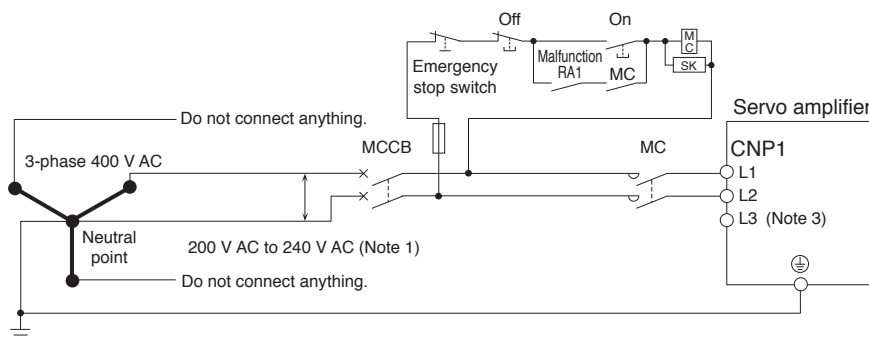 Off
On
Emergency
stop switch
Malfunction
RA1
MC
M
C
SK
Do not connect anything.
3-phase 400 V AC
MCCB
MC
Servo amplifier
CNP1
L1
L2
L3 (Note 3)
Neutral
point
200 V AC to 240 V AC (Note 1)
Do not connect anything.